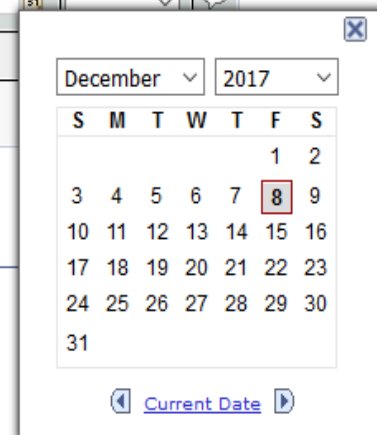 December 2017
S M T W T F S
1 2
3 4 5 6 7 8 9
10 11 12 13 14 15 16
17 18 19 20 21 22 23
24 25 26 27 28 29 30
31
Current Date